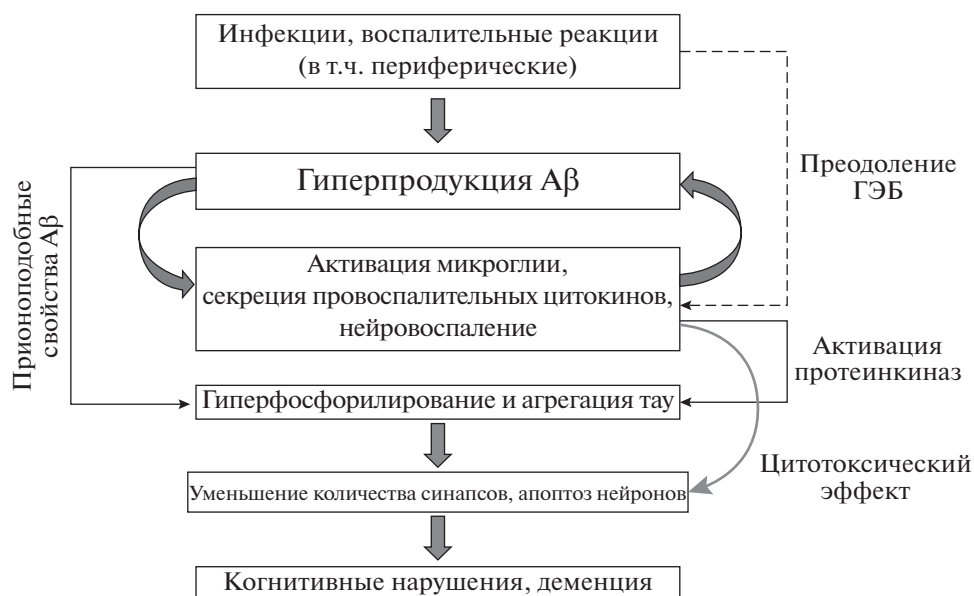 Инфекции, воспалительные реакции
(в т.ч. периферические)
Преодоление
ГЭБ
Гиперпродукция Аβ
Прионоподобные
свойства Аβ
Активация микроглии,
секреция провоспалительных цитокинов,
нейровоспаление
Активация
протеинкиназ
Гиперфосфорилирование и агрегация тау
Цитотоксический
эффект
Уменьшение количества синапсов, апоптоз нейронов
Когнитивные нарушения, деменция